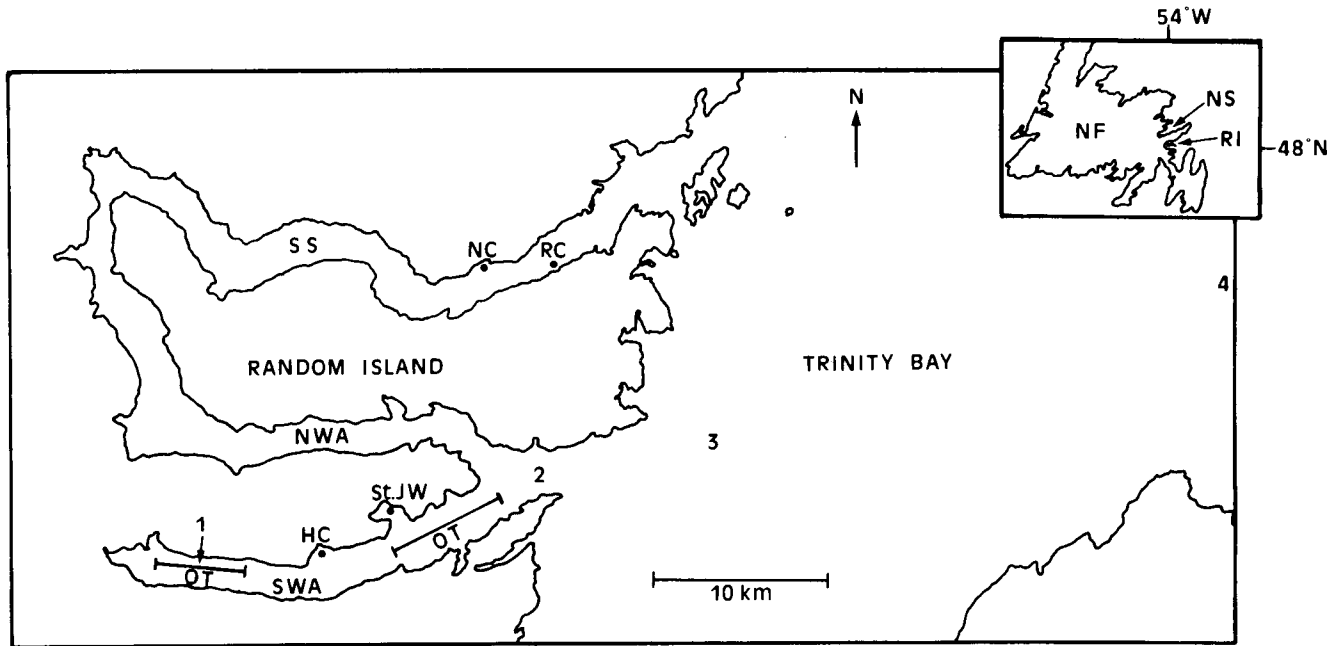 54°W
N
NS
NF
RI
48°N
SS
NC
RC
4
RANDOM ISLAND
TRINITY BAY
NWA
3
2
St.JW
1
HC
OT
OT
SWA
10 km